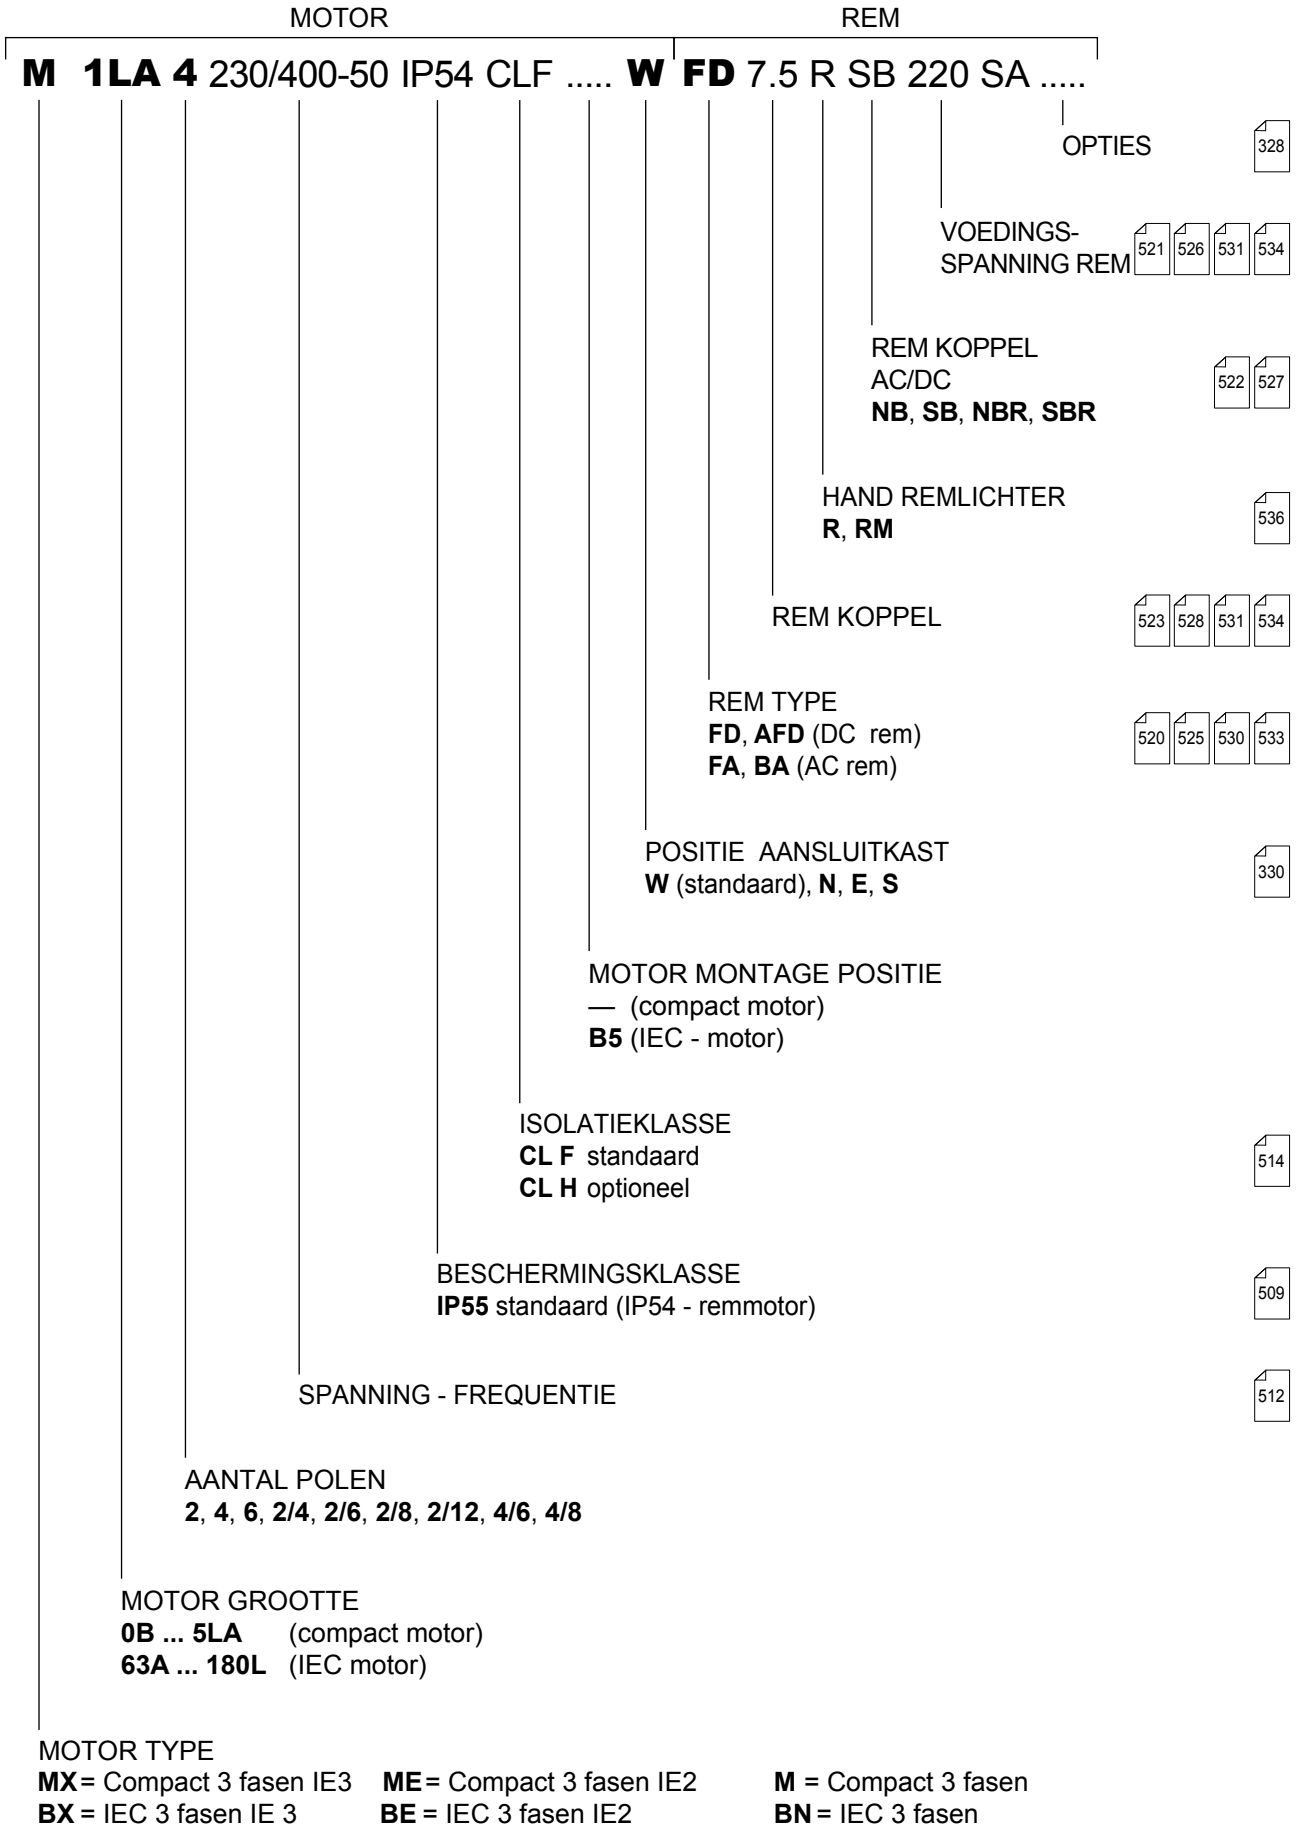 MOTOR REM
M 1LA 4 230/400-50 IP54 CLF ..... W FD 7.5 R SB 220 SA .....
OPTIES 328
VOEDINGS-
SPANNING REM 521 526 531 534
REM KOPPEL
AC/DC 522 527
NB, SB, NBR, SBR
HAND REMLICHTER
R, RM 536
REM KOPPEL 523 528 531 534
REM TYPE
FD, AFD (DC rem) 520 525 530 533
FA, BA (AC rem)
POSITIE AANSLUITKAST
W (standaard), N, E, S 330
MOTOR MONTAGE POSITIE
— (compact motor)
B5 (IEC - motor)
ISOLATIEKLASSE
CL F standaard 514
CL H optioneel
BESCHERMINGSKLASSE
IP55 standaard (IP54 - remmotor) 509
SPANNING - FREQUENTIE 512
AANTAL POLEN
2, 4, 6, 2/4, 2/6, 2/8, 2/12, 4/6, 4/8
MOTOR GROOTTE
0B ... 5LA (compact motor)
63A ... 180L (IEC motor)
MOTOR TYPE
MX = Compact 3 fasen IE3 ME = Compact 3 fasen IE2 M = Compact 3 fasen
BX = IEC 3 fasen IE 3 BE = IEC 3 fasen IE2 BN = IEC 3 fasen